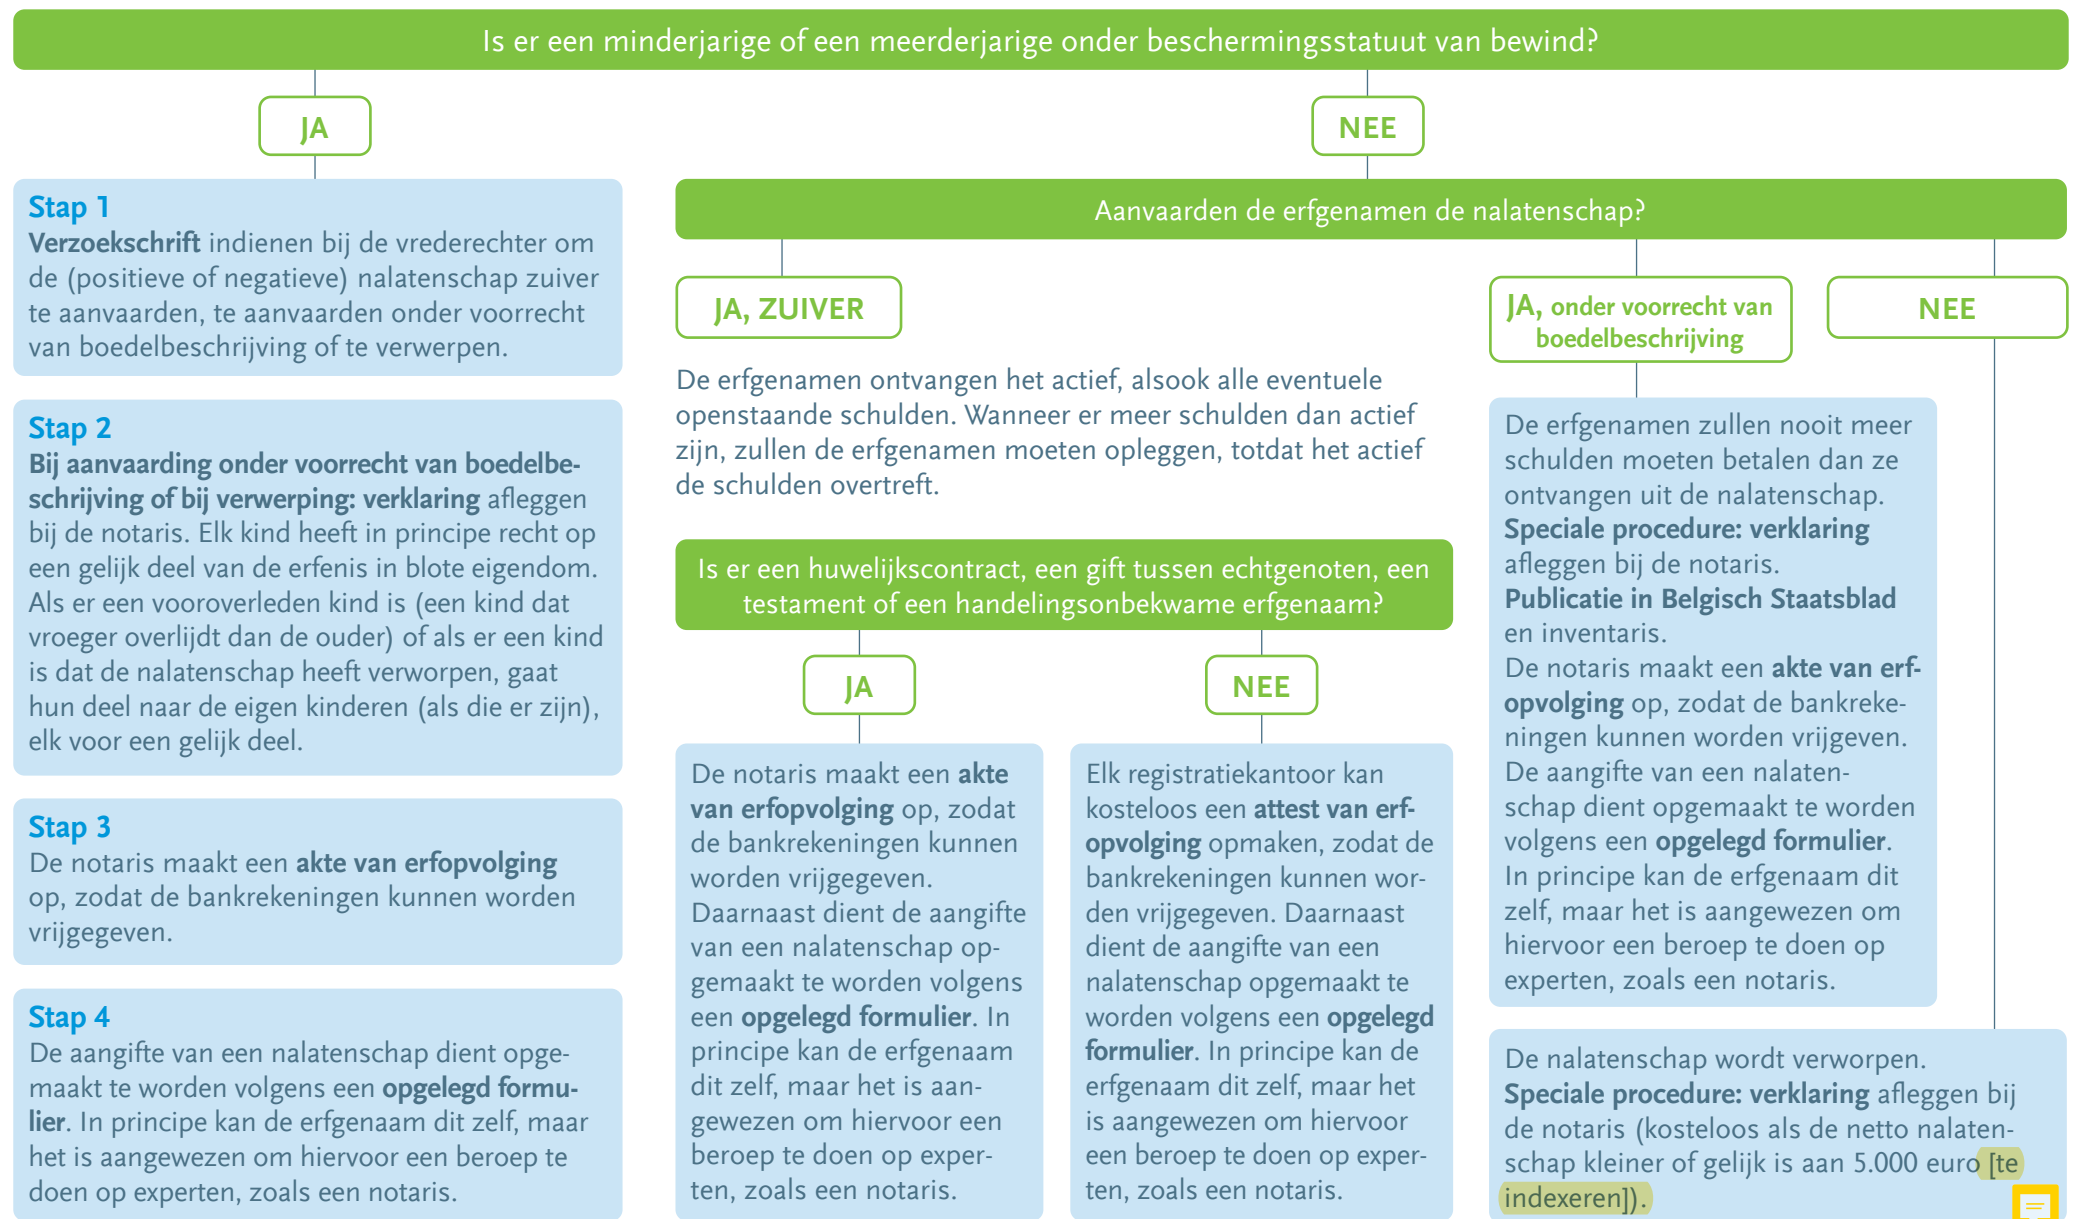 Is er een minderjarige of een meerderjarige onder beschermingsstatuut van bewind?
JA
NEE
Stap 1
Verzoekschrift indienen bij de vrederechter om
de (positieve of negatieve) nalatenschap zuiver
te aanvaarden, te aanvaarden onder voorrecht
van boedelbeschrijving of te verwerpen.
Stap 2
Bij aanvaarding onder voorrecht van boedelbe-
schrijving of bij verwerping: verklaring afleggen
bij de notaris. Elk kind heeft in principe recht op
een gelijk deel van de erfenis in blote eigendom.
Als er een vooroverleden kind is (een kind dat
vroeger overlijdt dan de ouder) of als er een kind
is dat de nalatenschap heeft verworpen, gaat
hun deel naar de eigen kinderen (als die er zijn),
elk voor een gelijk deel.
Stap 3
De notaris maakt een akte van erfopvolging
op, zodat de bankrekeningen kunnen worden
vrijgegeven.
Stap 4
De aangifte van een nalatenschap dient opge-
maakt te worden volgens een opgelegd formu-
lier. In principe kan de erfgenaam dit zelf, maar
het is aangewezen om hiervoor een beroep te
doen op experten, zoals een notaris.
Aanvaarden de erfgenamen de nalatenschap?
JA, ZUIVER
De erfgenamen ontvangen het actief, alsook alle eventuele
openstaande schulden. Wanneer er meer schulden dan actief
zijn, zullen de erfgenamen moeten opleggen, totdat het actief
de schulden overtreft.
Is er een huwelijkscontract, een gift tussen echtgenoten, een
testament of een handelingsonbekwame erfgenaam?
JA
De notaris maakt een akte
van erfopvolging op, zodat
de bankrekeningen kunnen
worden vrijgegeven.
Daarnaast dient de aangifte
van een nalatenschap op-
gemaakt te worden volgens
een opgelegd formulier. In
principe kan de erfgenaam
dit zelf, maar het is aan-
gewezen om hiervoor een
beroep te doen op exper-
ten, zoals een notaris.
NEE
Elk registratiekantoor kan
kosteloos een attest van erf-
opvolging opmaken, zodat de
bankrekeningen kunnen wor-
den vrijgegeven. Daarnaast
dient de aangifte van een
nalatenschap opgemaakt te
worden volgens een opgelegd
formulier. In principe kan de
erfgenaam dit zelf, maar het
is aangewezen om hiervoor
een beroep te doen op exper-
ten, zoals een notaris.
JA, onder voorrecht van
boedelbeschrijving
De erfgenamen zullen nooit meer
schulden moeten betalen dan ze
ontvangen uit de nalatenschap.
Speciale procedure: verklaring
afleggen bij de notaris.
Publicatie in Belgisch Staatsblad
en inventaris.
De notaris maakt een akte van erf-
opvolging op, zodat de bankreke-
ningen kunnen worden vrijgeven.
De aangifte van een nalaten-
schap dient opgemaakt te worden
volgens een opgelegd formulier.
In principe kan de erfgenaam dit
zelf, maar het is aangewezen om
hiervoor een beroep te doen op
experten, zoals een notaris.
NEE
De nalatenschap wordt verworpen.
Speciale procedure: verklaring afleggen bij
de notaris (kosteloos als de netto nalaten-
schap kleiner of gelijk is aan 5.000 euro [te
indexeren]).